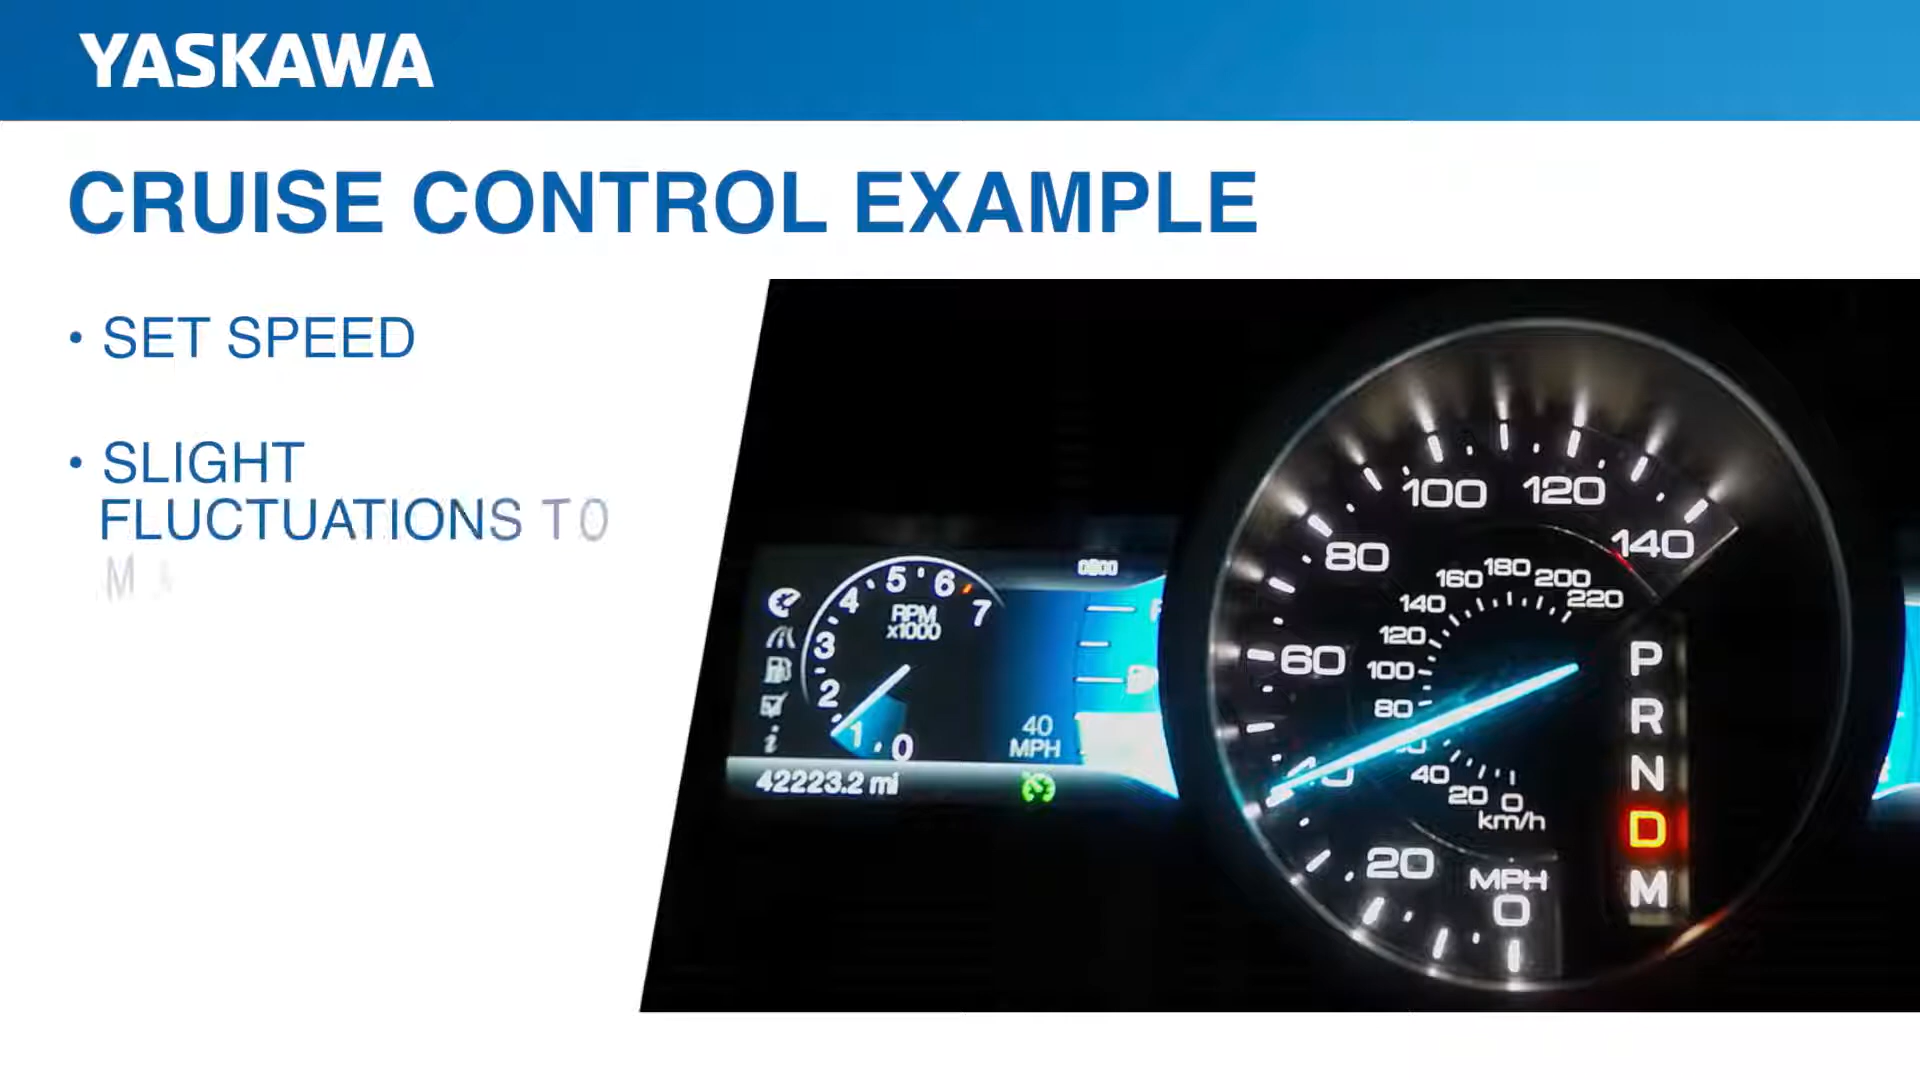 YASKAWA
CRUISE CONTROL EXAMPLE
• SET SPEED
• SLIGHT
FLUCTUATIONS TO
5 6
4 7
RPM
x1000
3
2
1 0
40
MPH
42223.2 mi
100 120
80 140
160 180 200
140 220
120
60 100
80
40
20 0
km/h
20 MPH
0
P
R
N
D
M